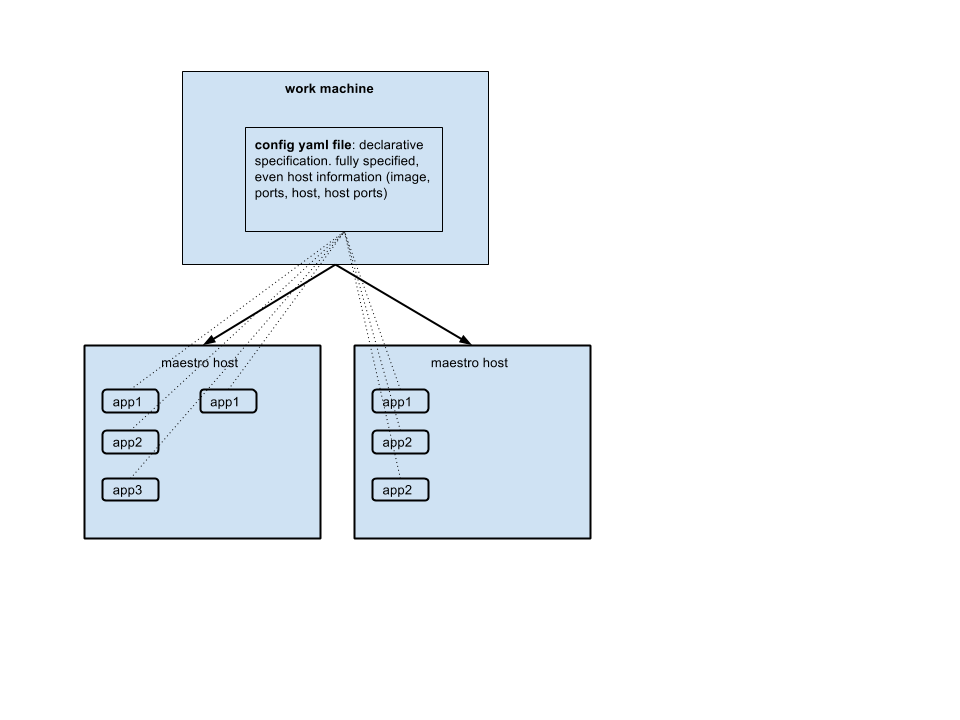 work machine
config yaml file: declarative
specification. fully specified,
even host information (image,
ports, host, host ports)
maestro host
app1
app1
app2
app3
maestro host
app1
app2
app2